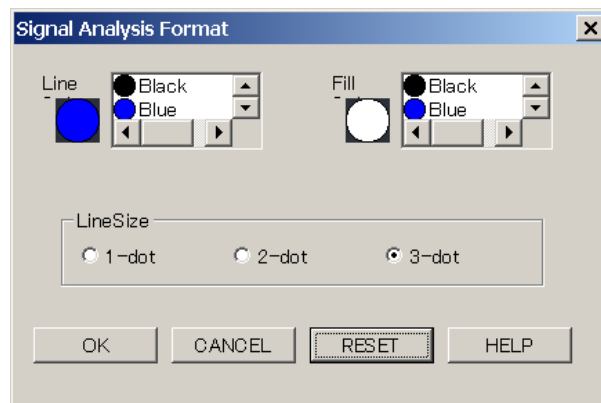 Signal Analysis Format
Line
Black
Blue
Fill
Black
Blue
LineSize
1-dot
2-dot
3-dot
OK
CANCEL
RESET
HELP